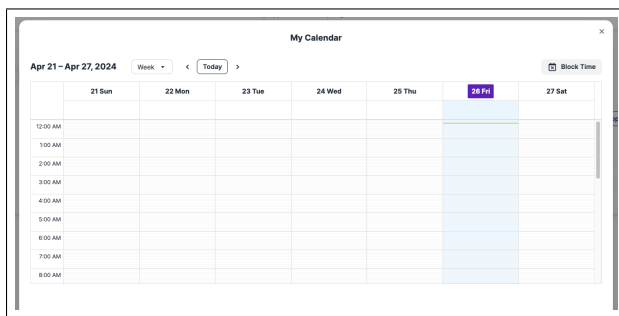 My Calendar
×
Apr 21 – Apr 27, 2024 Week Today Block Time
21 Sun 22 Mon 23 Tue 24 Wed 25 Thu 26 Fri 27 Sat
12:00 AM
1:00 AM
2:00 AM
3:00 AM
4:00 AM
5:00 AM
6:00 AM
7:00 AM
8:00 AM